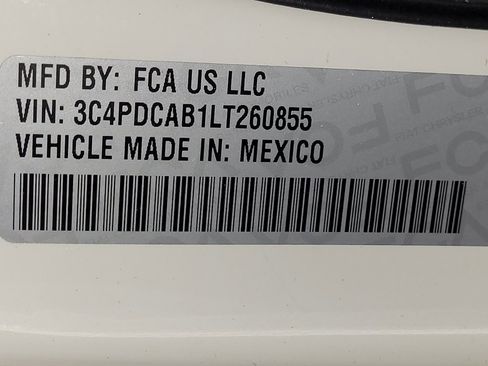 MFD BY: FCA US LLC
VIN: 3C4PDCAB1LT260855
VEHICLE MADE IN: MEXICO